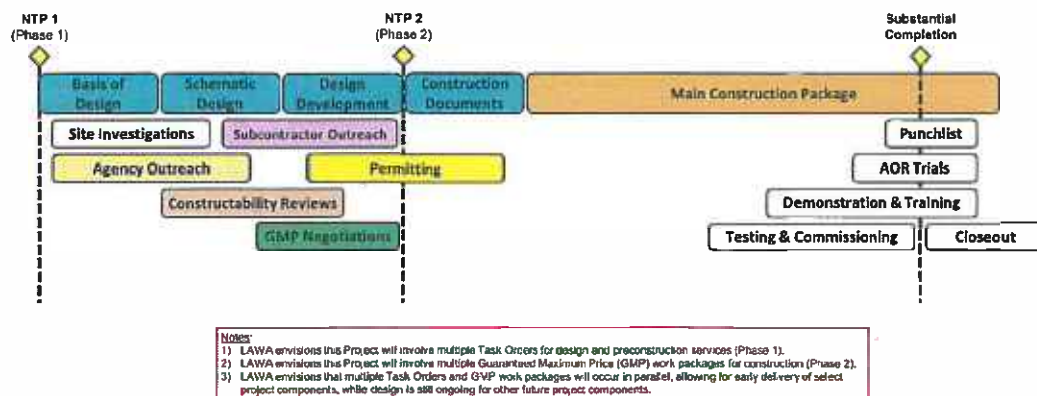 NTP 1
(Phase 1)
NTP 2
(Phase 2)
Substantial
Completion
Basis of
Design
Schematic
Design
Design
Development
Construction
Documents
Main Construction Package
Site Investigations
Subcontractor Outreach
Punchlist
Agency Outreach
Permitting
AOR Trials
Constructability Reviews
Demonstration & Training
GMP Negotiations
Testing & Commissioning
Closeout
Notes:
1) LAWA envisions this Project will involve multiple Task Orders for design and preconstruction services (Phase 1).
2) LAWA envisions this Project will involve multiple Guaranteed Maximum Price (GMP) work packages for construction (Phase 2).
3) LAWA envisions that multiple Task Orders and GMP work packages will occur in parallel, allowing for early delivery of select
project components, while design is still ongoing for other future project components.